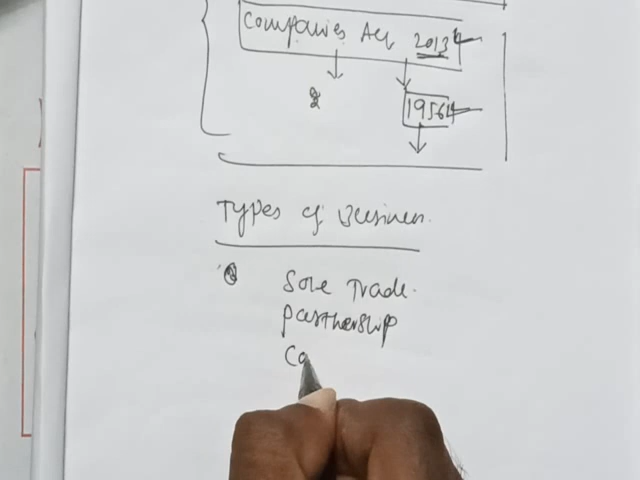 Companies Act 2013
1956
Types of Business.
Sole Trade.
partnership
Co